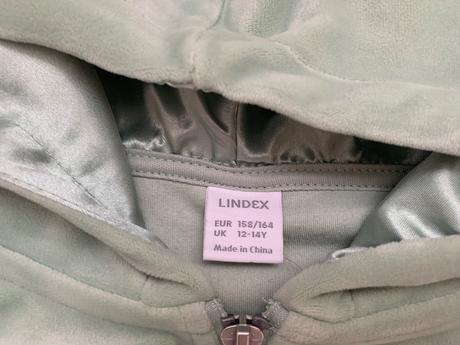 LINDEX
EUR 158/164
UK 12-14Y
Made in China